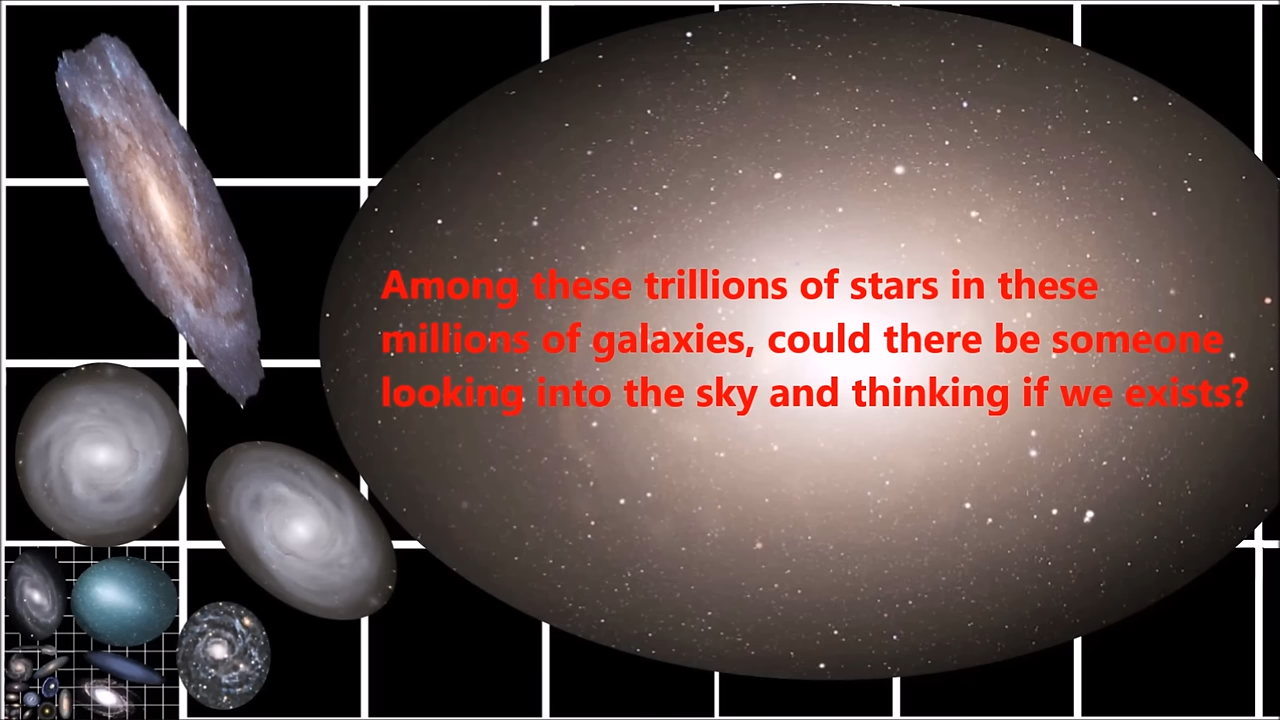 Among these trillions of stars in these
millions of galaxies, could there be someone
looking into the sky and thinking if we exists?